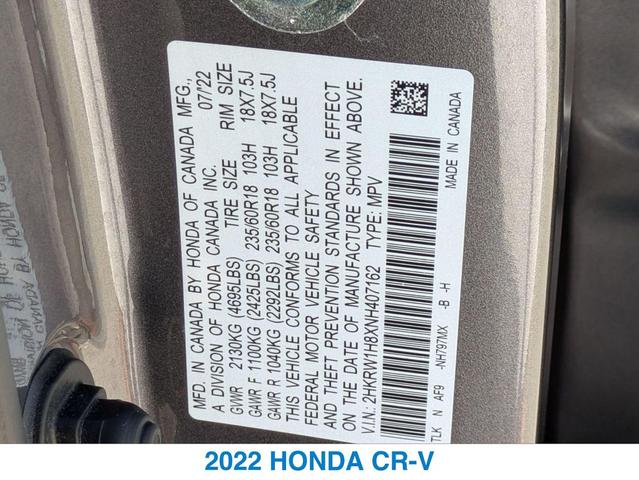 MFD. IN CANADA BY HONDA OF CANADA MFG.,
A DIVISION OF HONDA CANADA INC. 07/22
TIRE SIZE RIM SIZE
GVWR 2130KG (4695LBS)
GAWR F 1100KG (2425LBS) 235/60R18 103H 18X7.5J
GAWR R 1040KG (2292LBS) 235/60R18 103H 18X7.5J
THIS VEHICLE CONFORMS TO ALL APPLICABLE
FEDERAL MOTOR VEHICLE SAFETY
AND THEFT PREVENTION STANDARDS IN EFFECT
ON THE DATE OF MANUFACTURE SHOWN ABOVE.
V.I.N.: 2HKRW1H8XNH407162 TYPE: MPV
TLK N AF9 -NH797MX -B -H MADE IN CANADA
2022 HONDA CR-V